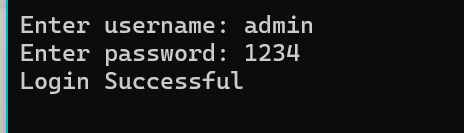 Enter username: admin
Enter password: 1234
Login Successful